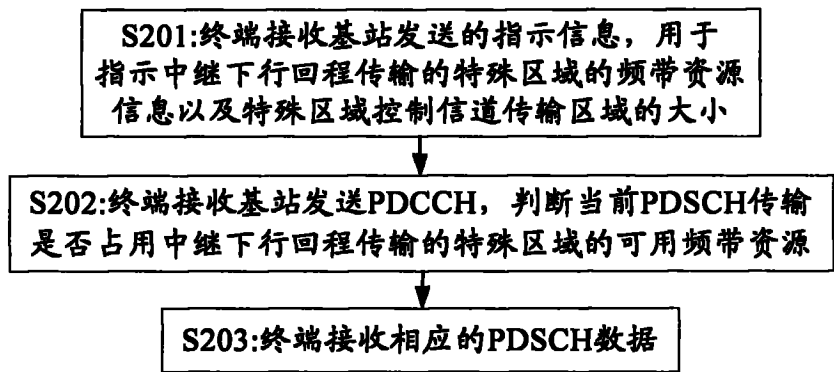 S201:终端接收基站发送的指示信息，用于
指示中继下行回程传输的特殊区域的频带资源
信息以及特殊区域控制信道传输区域的大小
S202:终端接收基站发送PDCCH，判断当前PDSCH传输
是否占用中继下行回程传输的特殊区域的可用频带资源
S203:终端接收相应的PDSCH数据